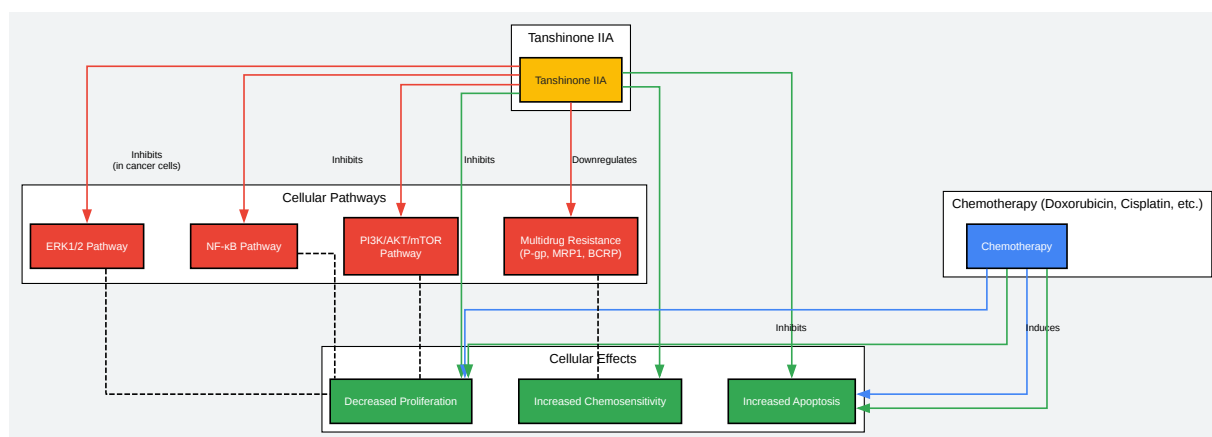 Tanshinone IIA
Tanshinone IIA
Inhibits
(in cancer cells)
Inhibits
Inhibits
Downregulates
Cellular Pathways
Chemotherapy (Doxorubicin, Cisplatin, etc.)
ERK1/2 Pathway
NF-κB Pathway
PI3K/AKT/mTOR
Pathway
Multidrug Resistance
(P-gp, MRP1, BCRP)
Chemotherapy
Inhibits
Induces
Cellular Effects
Decreased Proliferation
Increased Chemosensitivity
Increased Apoptosis